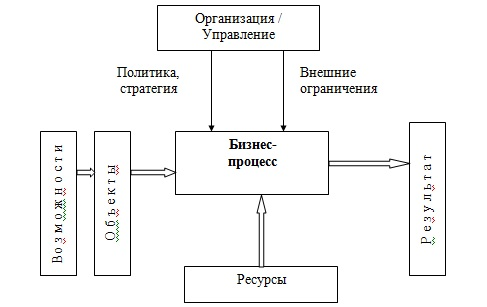 Организация /
Управление
Политика,
стратегия
Внешние
ограничения
Возможности
Объекты
Бизнес-
процесс
Результат
Ресурсы